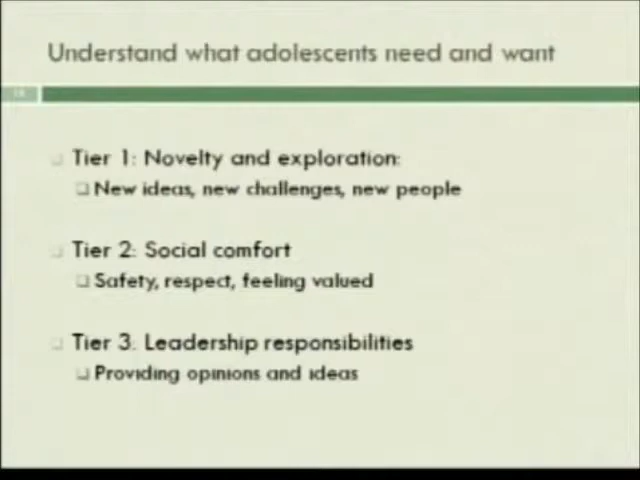 Understand what adolescents need and want
Tier 1: Novelty and exploration:
New ideas, new challenges, new people
Tier 2: Social comfort
Safety, respect, feeling valued
Tier 3: Leadership responsibilities
Providing opinions and ideas